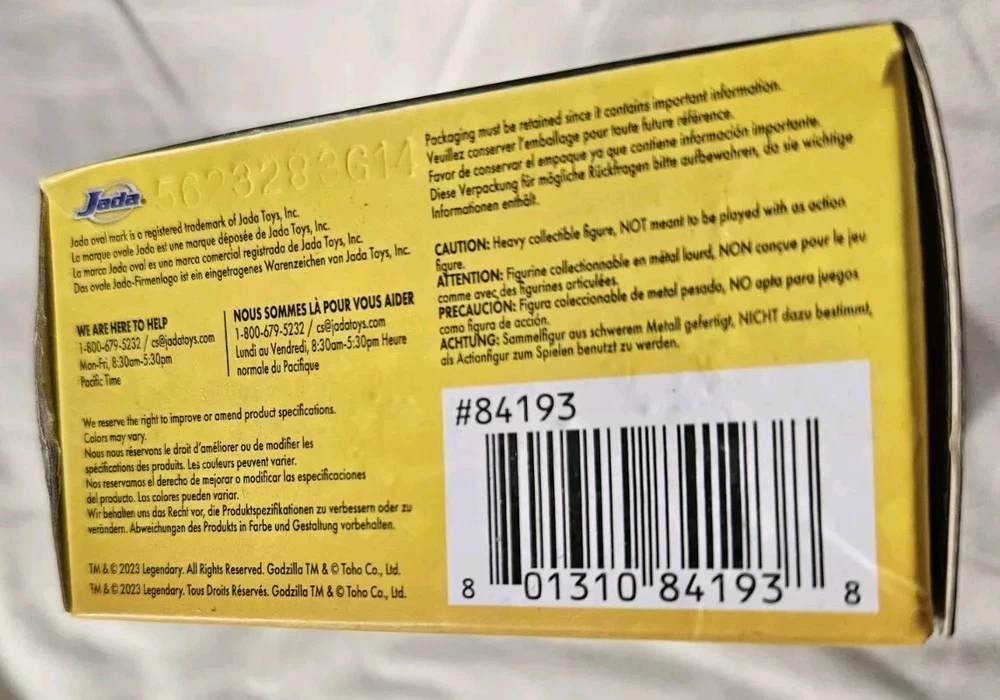 Jada
Jada oval mark is a registered trademark of Jada Toys, Inc.
La marque ovale Jada est une marque déposée de Jada Toys, Inc.
La marca Jada oval es una marca comercial registrada de Jada Toys, Inc.
Das ovale Jada-Firmenlogo ist ein eingetragenes Warenzeichen von Jada Toys, Inc.
WE ARE HERE TO HELP
1-800-679-5232 / cs@jadatoys.com
Mon-Fri, 8:30am-5:30pm
Pacific Time
NOUS SOMMES LÀ POUR VOUS AIDER
1-800-679-5232 / cs@jadatoys.com
Lundi au Vendredi, 8:30am-5:30pm Heure
normale du Pacifique
We reserve the right to improve or amend product specifications.
Colors may vary.
Nous nous réservons le droit d'améliorer ou de modifier les
spécifications des produits. Les couleurs peuvent varier.
Nos reservamos el derecho de mejorar o modificar las especificaciones
del producto. Los colores pueden variar.
Wir behalten uns das Recht vor, die Produktspezifikationen zu verbessern oder zu
verändern. Abweichungen des Produkts in Farbe und Gestaltung vorbehalten.
TM & © 2023 Legendary. All Rights Reserved. Godzilla TM & © Toho Co., Ltd.
TM & © 2023 Legendary. Tous Droits Réservés. Godzilla TM & © Toho Co., Ltd.
Packaging must be retained since it contains important information.
Veuillez conserver l'emballage pour toute future référence.
Favor de conservar el empaque ya que contiene información importante.
Diese Verpackung für mögliche Rückfragen bitte aufbewahren, da sie wichtige
Informationen enthält.
CAUTION: Heavy collectible figure, NOT meant to be played with as action
figure.
ATTENTION: Figurine collectionnable en métal lourd, NON conçue pour le jeu
comme avec des figurines articulées.
PRECAUCIÓN: Figura coleccionable de metal pesado, NO apta para juegos
como figura de acción.
ACHTUNG: Sammelfigur aus schwerem Metall gefertigt, NICHT dazu bestimmt,
als Actionfigur zum Spielen benutzt zu werden.
#84193
8 01310 84193 8